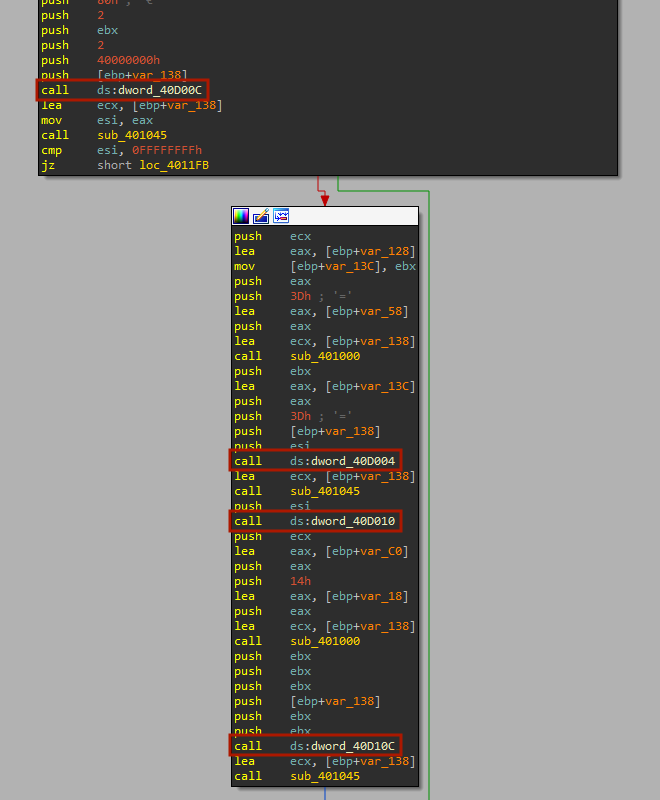 push 80h ; '€'
push 2
push ebx
push 2
push 40000000h
push [ebp+var_138]
call ds:dword_40D00C
lea ecx, [ebp+var_138]
mov esi, eax
call sub_401045
cmp esi, 0FFFFFFFFh
jz short loc_4011FB
push ecx
lea eax, [ebp+var_128]
mov [ebp+var_13C], ebx
push eax
push 3Dh ; '='
lea eax, [ebp+var_58]
push eax
lea ecx, [ebp+var_138]
call sub_401000
push ebx
lea eax, [ebp+var_13C]
push eax
push 3Dh ; '='
push [ebp+var_138]
push esi
call ds:dword_40D004
lea ecx, [ebp+var_138]
call sub_401045
push esi
call ds:dword_40D010
push ecx
lea eax, [ebp+var_C0]
push eax
push 14h
lea eax, [ebp+var_18]
push eax
lea ecx, [ebp+var_138]
call sub_401000
push ebx
push ebx
push ebx
push [ebp+var_138]
push ebx
push ebx
call ds:dword_40D10C
lea ecx, [ebp+var_138]
call sub_401045